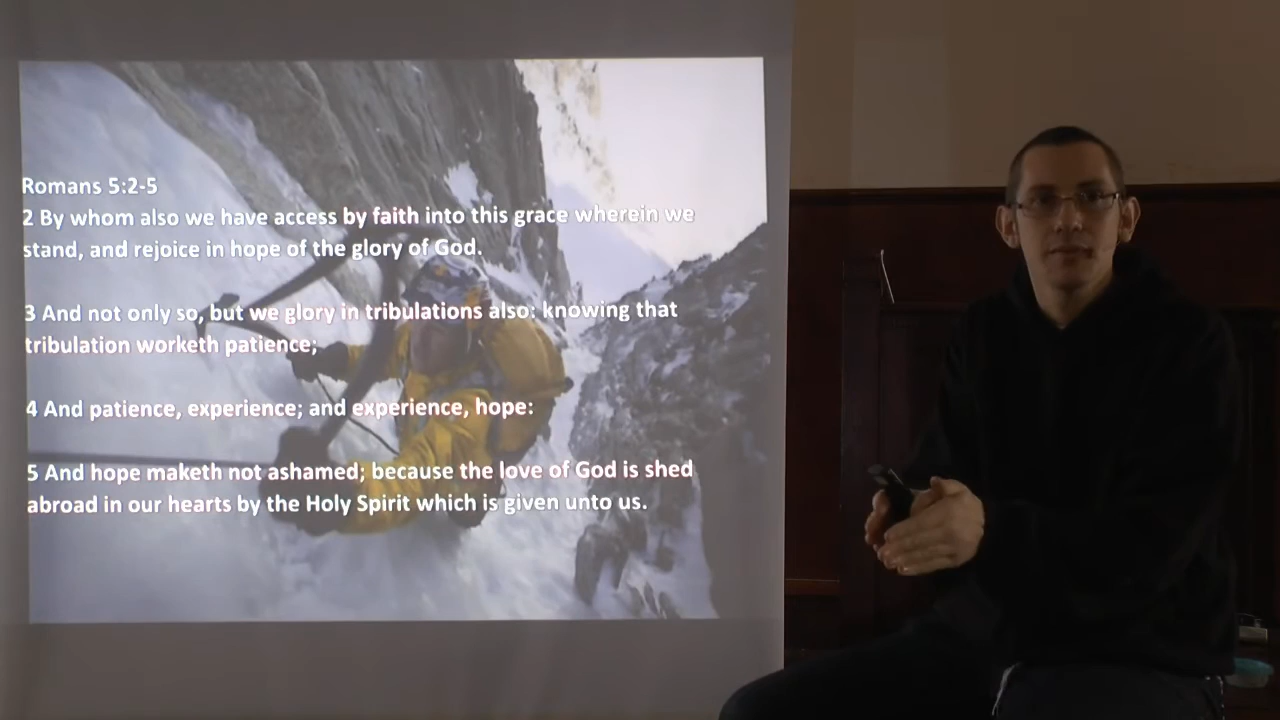 Romans 5:2-5
2 By whom also we have access by faith into this grace wherein we
stand, and rejoice in hope of the glory of God.
3 And not only so, but we glory in tribulations also: knowing that
tribulation worketh patience;
4 And patience, experience; and experience, hope:
5 And hope maketh not ashamed; because the love of God is shed
abroad in our hearts by the Holy Spirit which is given unto us.